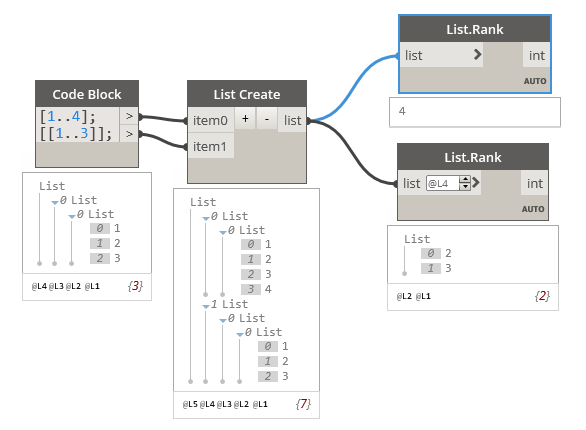 Code Block
[1..4]; >
[[1..3]]; >
List
0 List
0 List
0 1
1 2
2 3
@L4 @L3 @L2 @L1 {3}
List Create
item0 + - list
item1
List
0 List
0 List
0 1
1 2
2 3
3 4
1 List
0 List
0 List
0 1
1 2
2 3
@L5 @L4 @L3 @L2 @L1 {7}
List.Rank
list > int
AUTO
4
List.Rank
list @L4 > int
AUTO
List
0 2
1 3
@L2 @L1 {2}